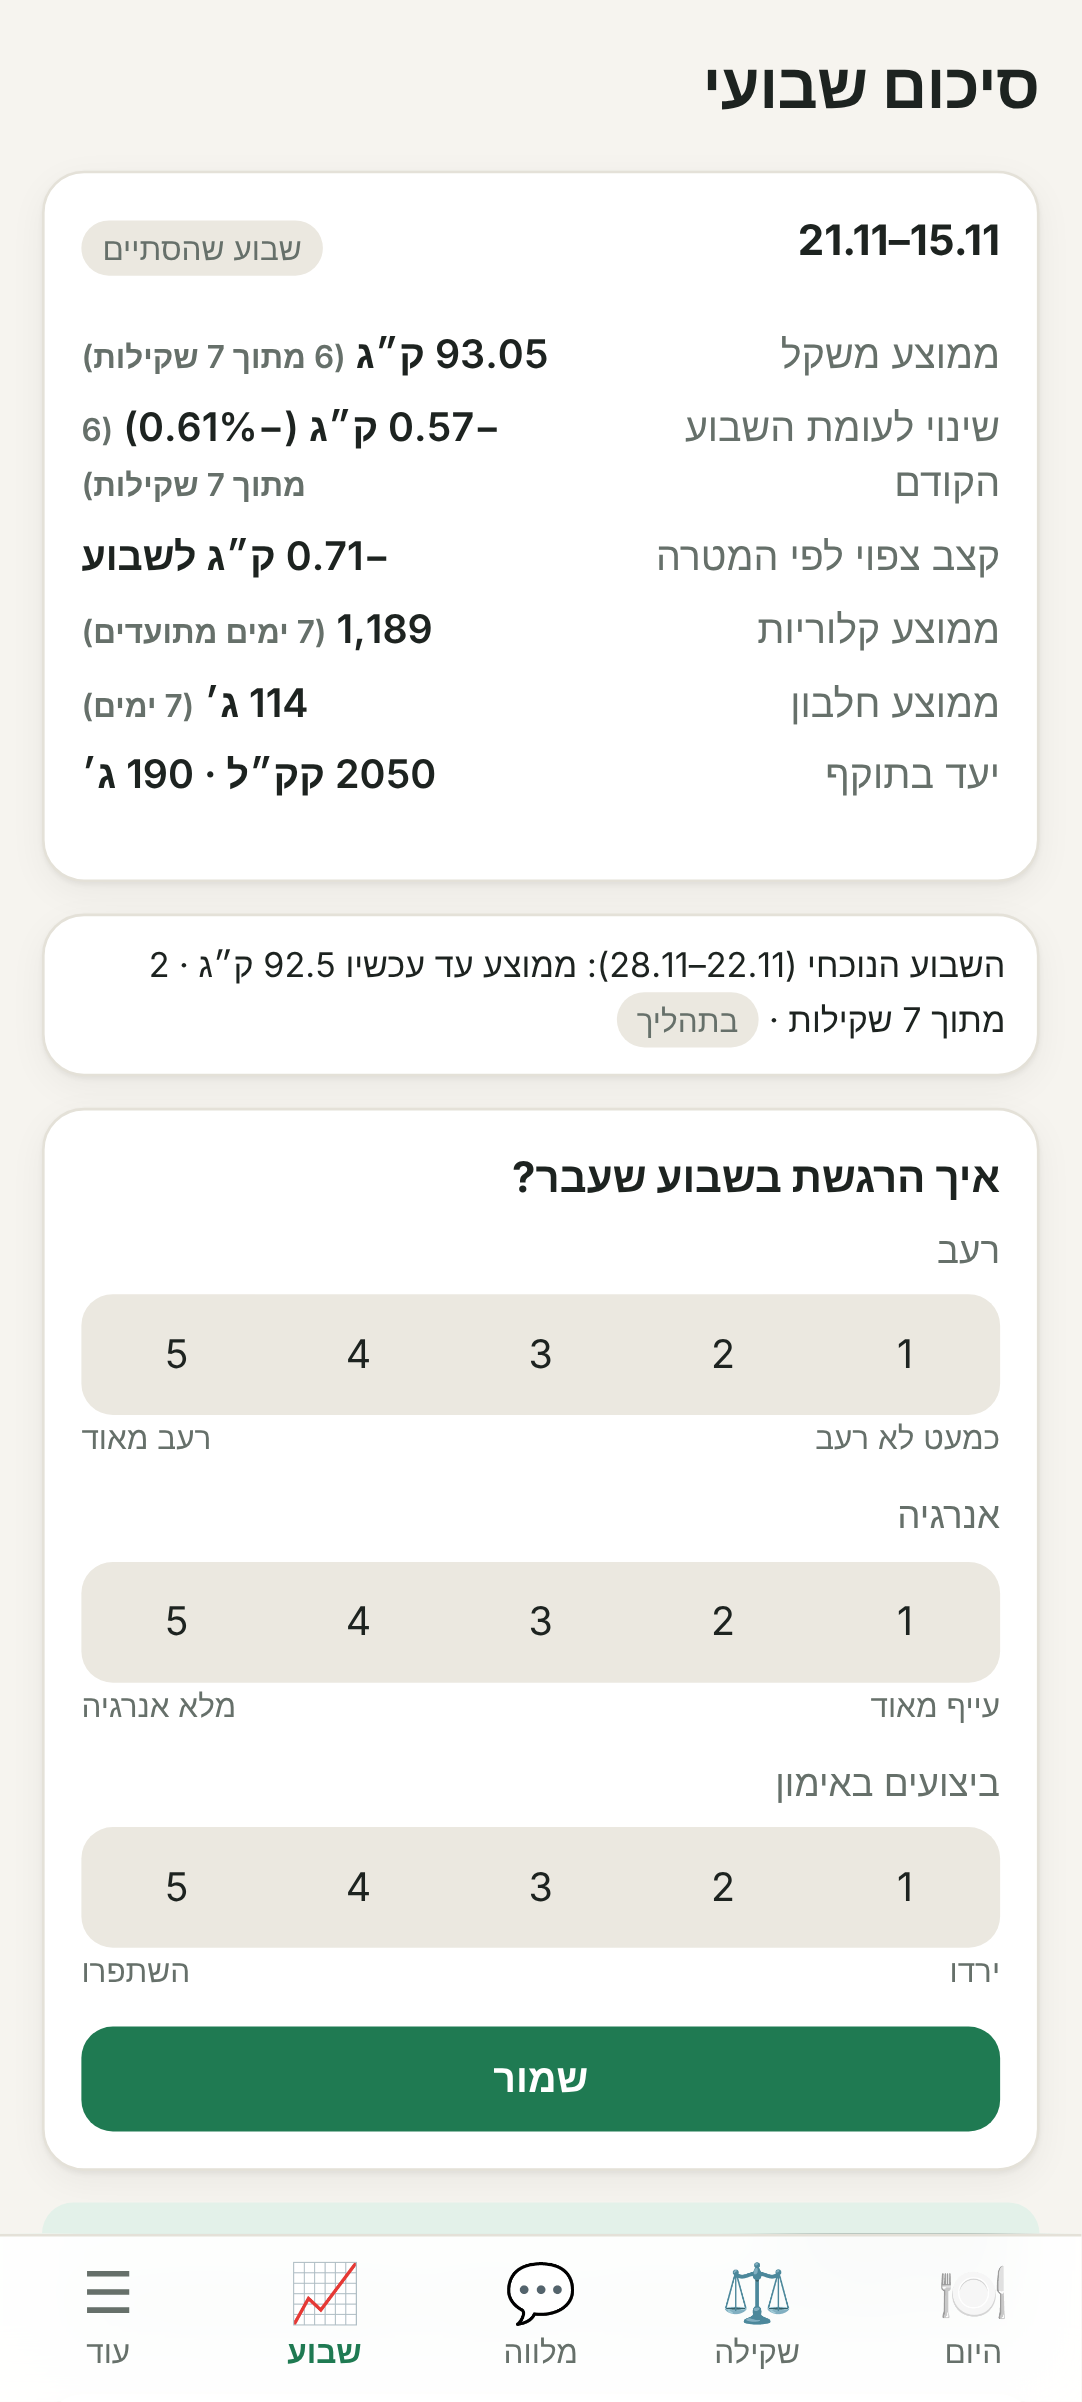 סיכום שבועי
15.11–21.11
שבוע שהסתיים
ממוצע משקל
93.05 ק״ג (6 מתוך 7 שקילות)
שינוי לעומת השבוע הקודם
−0.57 ק״ג (−0.61%) (6 מתוך 7 שקילות)
קצב צפוי לפי המטרה
−0.71 ק״ג לשבוע
ממוצע קלוריות
1,189 (7 ימים מתועדים)
ממוצע חלבון
114 ג׳ (7 ימים)
יעד בתוקף
2050 קק״ל · 190 ג׳
השבוע הנוכחי (22.11–28.11): ממוצע עד עכשיו 92.5 ק״ג · 2
מתוך 7 שקילות · בתהליך
איך הרגשת בשבוע שעבר?
רעב
1 2 3 4 5
כמעט לא רעב
רעב מאוד
אנרגיה
1 2 3 4 5
עייף מאוד
מלא אנרגיה
ביצועים באימון
1 2 3 4 5
ירדו
השתפרו
שמור
היום
שקילה
מלווה
שבוע
עוד